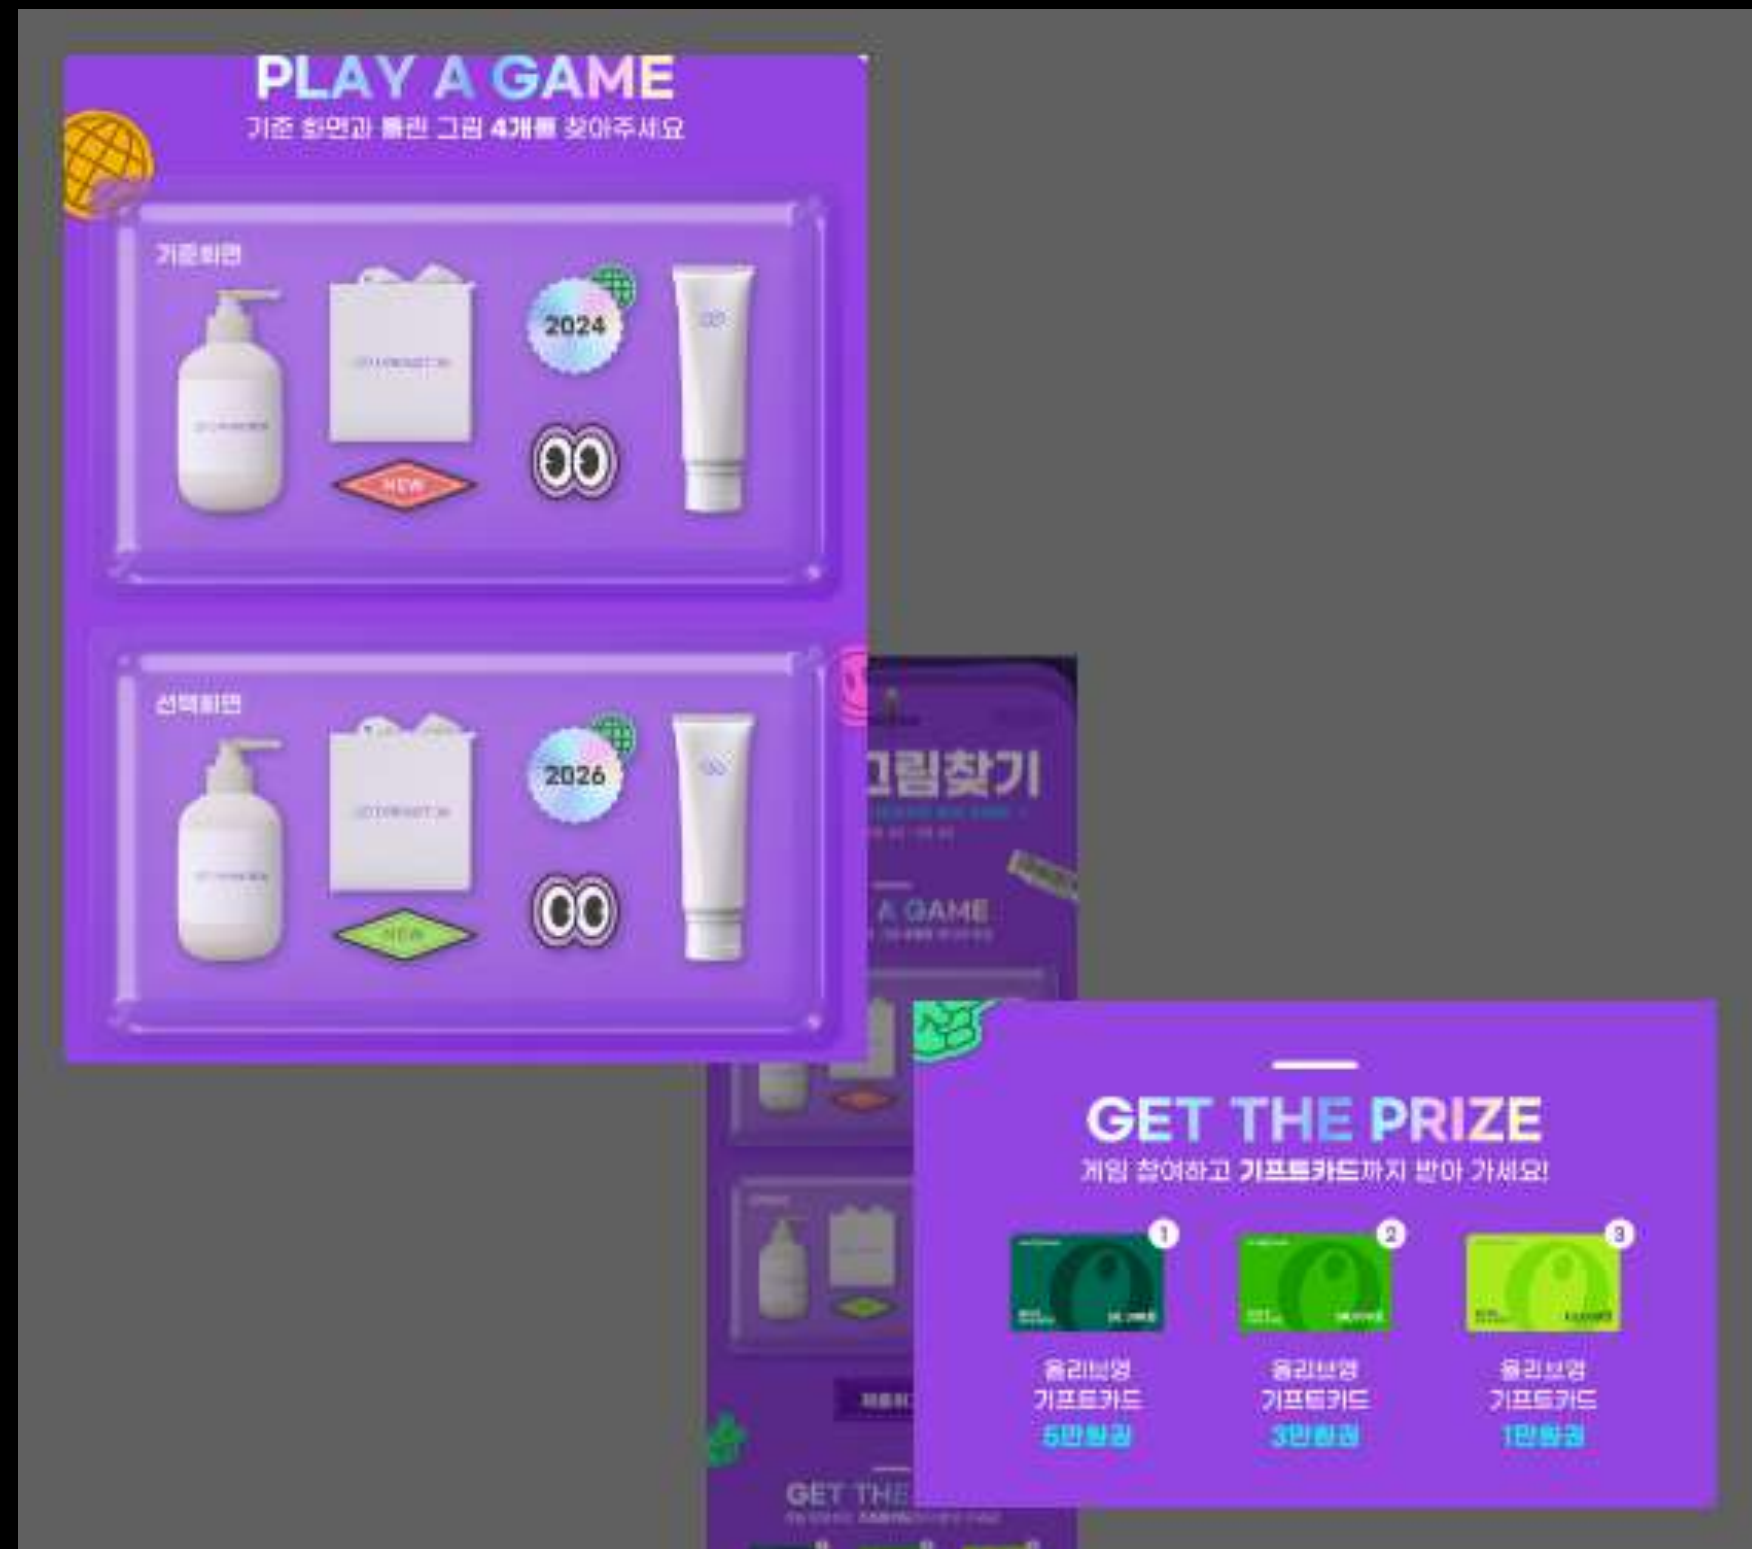 PLAY A GAME
기준 화면과 틀린 그림 4개를 찾아주세요
기준화면
2024
NEW
선택화면
2026
NEW
그림찾기
A GAME
GET THE PRIZE
게임 참여하고 기프트카드까지 받아 가세요!
1
2
3
올리브영
기프트카드
5만원권
올리브영
기프트카드
3만원권
올리브영
기프트카드
1만원권
GET THE